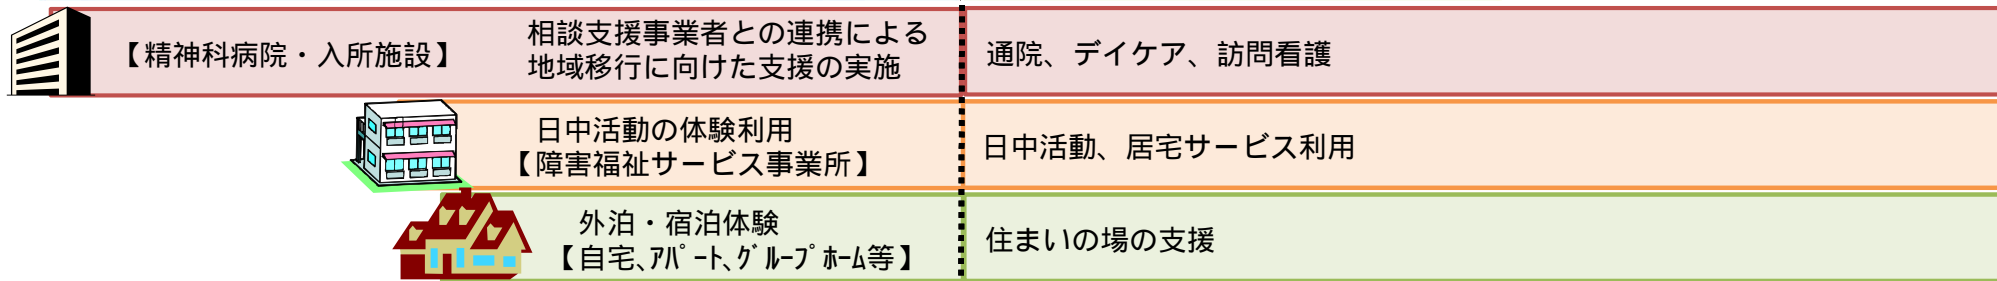 【精神科病院・入所施設】
相談支援事業者との連携による
地域移行に向けた支援の実施
通院、デイケア、訪問看護
日中活動の体験利用
【障害福祉サービス事業所】
日中活動、居宅サービス利用
外泊・宿泊体験
【自宅、ｱﾊﾟｰﾄ、ｸﾞﾙｰﾌﾟﾎｰﾑ等】
住まいの場の支援